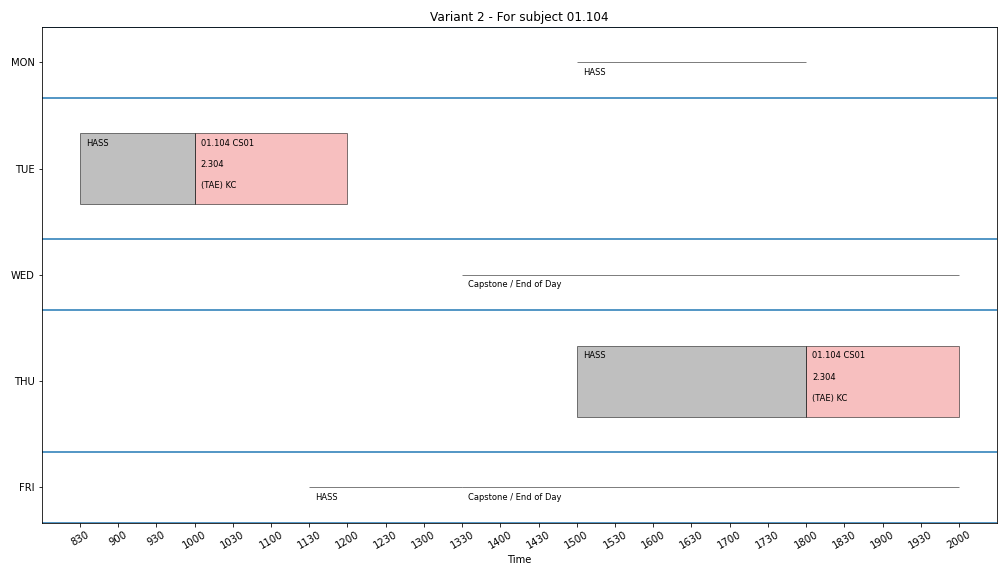 Variant 2 - For subject 01.104
MON
HASS
TUE
HASS
01.104 CS01
2.304
(TAE) KC
WED
Capstone / End of Day
THU
HASS
01.104 CS01
2.304
(TAE) KC
FRI
HASS
Capstone / End of Day
830 900 930 1000 1030 1100 1130 1200 1230 1300 1330 1400 1430 1500 1530 1600 1630 1700 1730 1800 1830 1900 1930 2000
Time